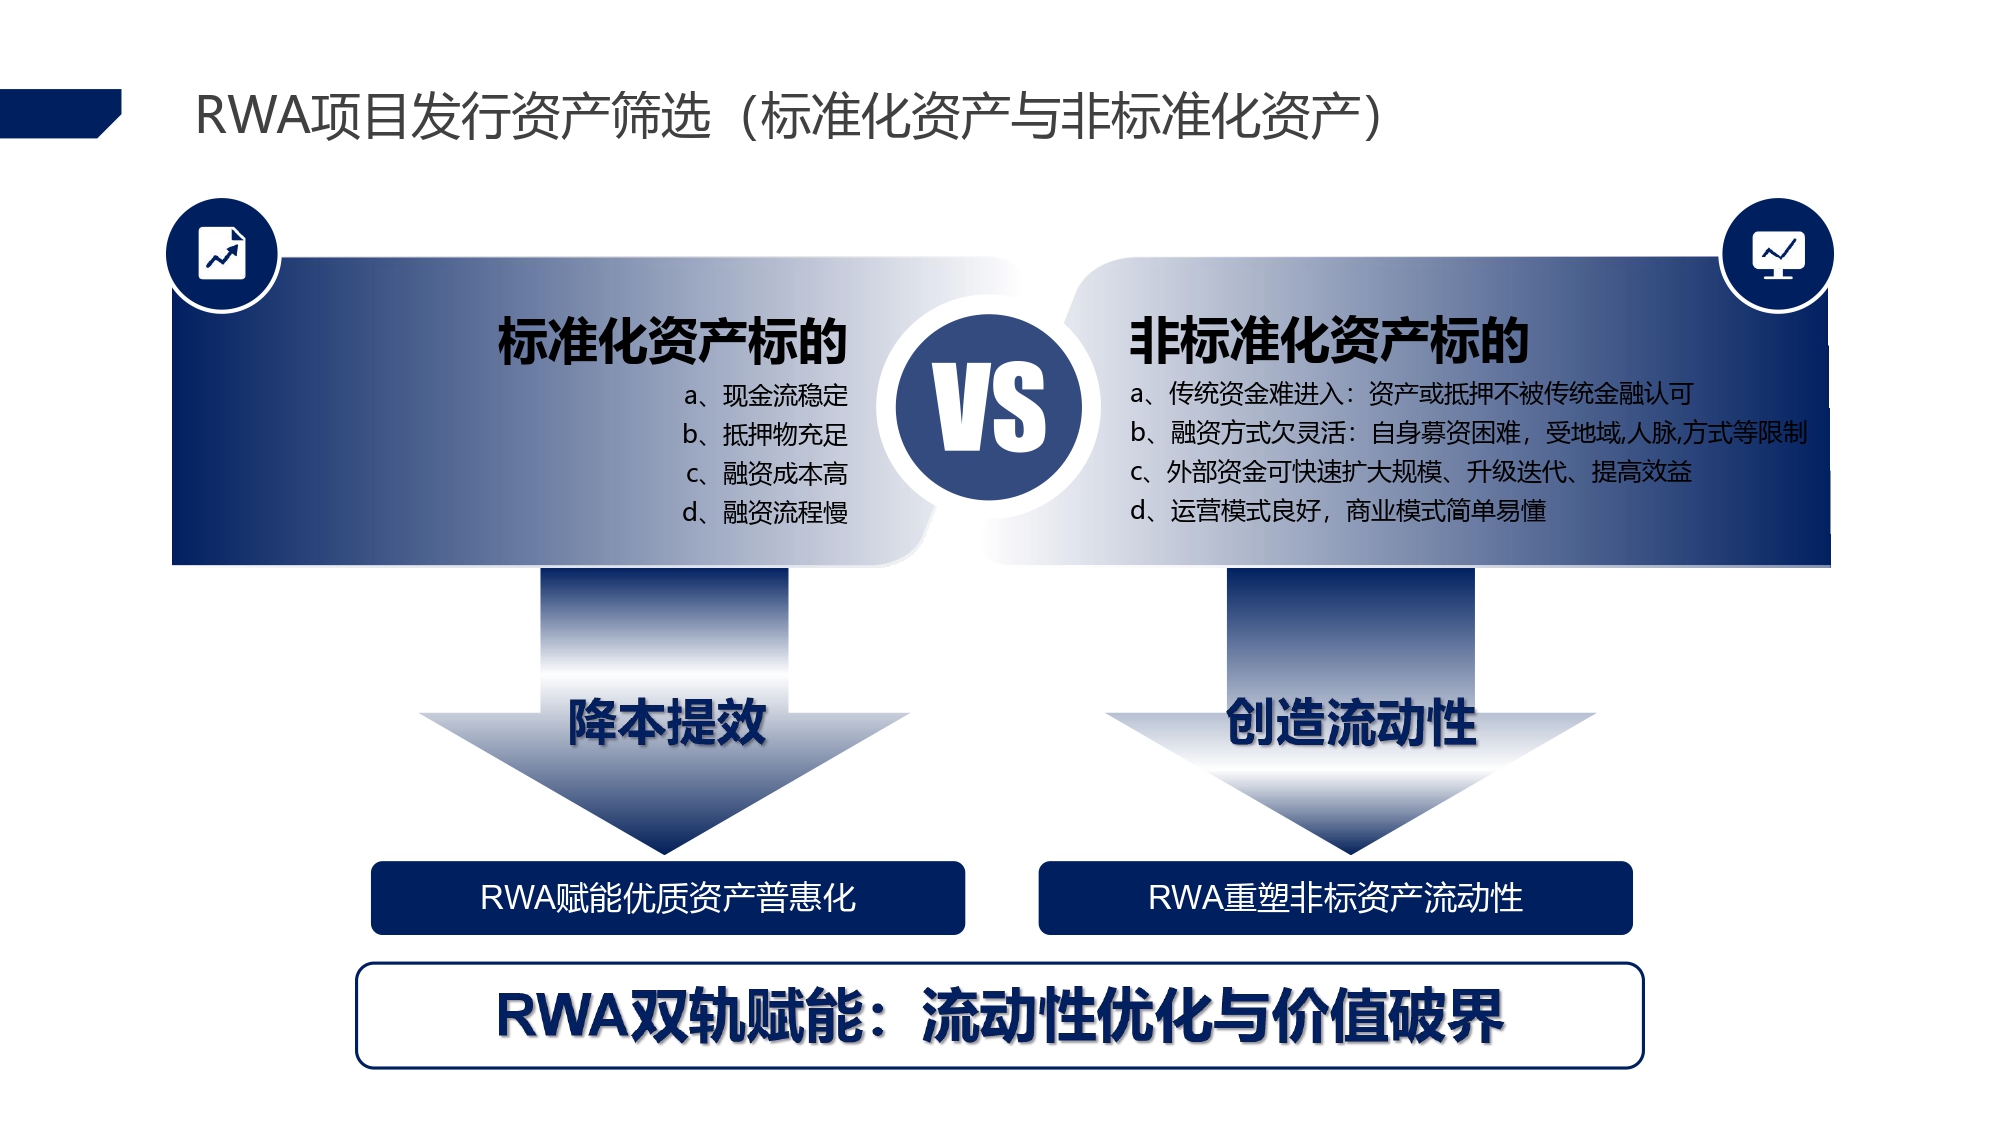 RWA项目发行资产筛选（标准化资产与非标准化资产）
标准化资产标的
a、现金流稳定
b、抵押物充足
c、融资成本高
d、融资流程慢
VS
非标准化资产标的
a、传统资金难进入：资产或抵押不被传统金融认可
b、融资方式欠灵活：自身募资困难，受地域,人脉,方式等限制
c、外部资金可快速扩大规模、升级迭代、提高效益
d、运营模式良好，商业模式简单易懂
降本提效
创造流动性
RWA赋能优质资产普惠化
RWA重塑非标资产流动性
RWA双轨赋能：流动性优化与价值破界